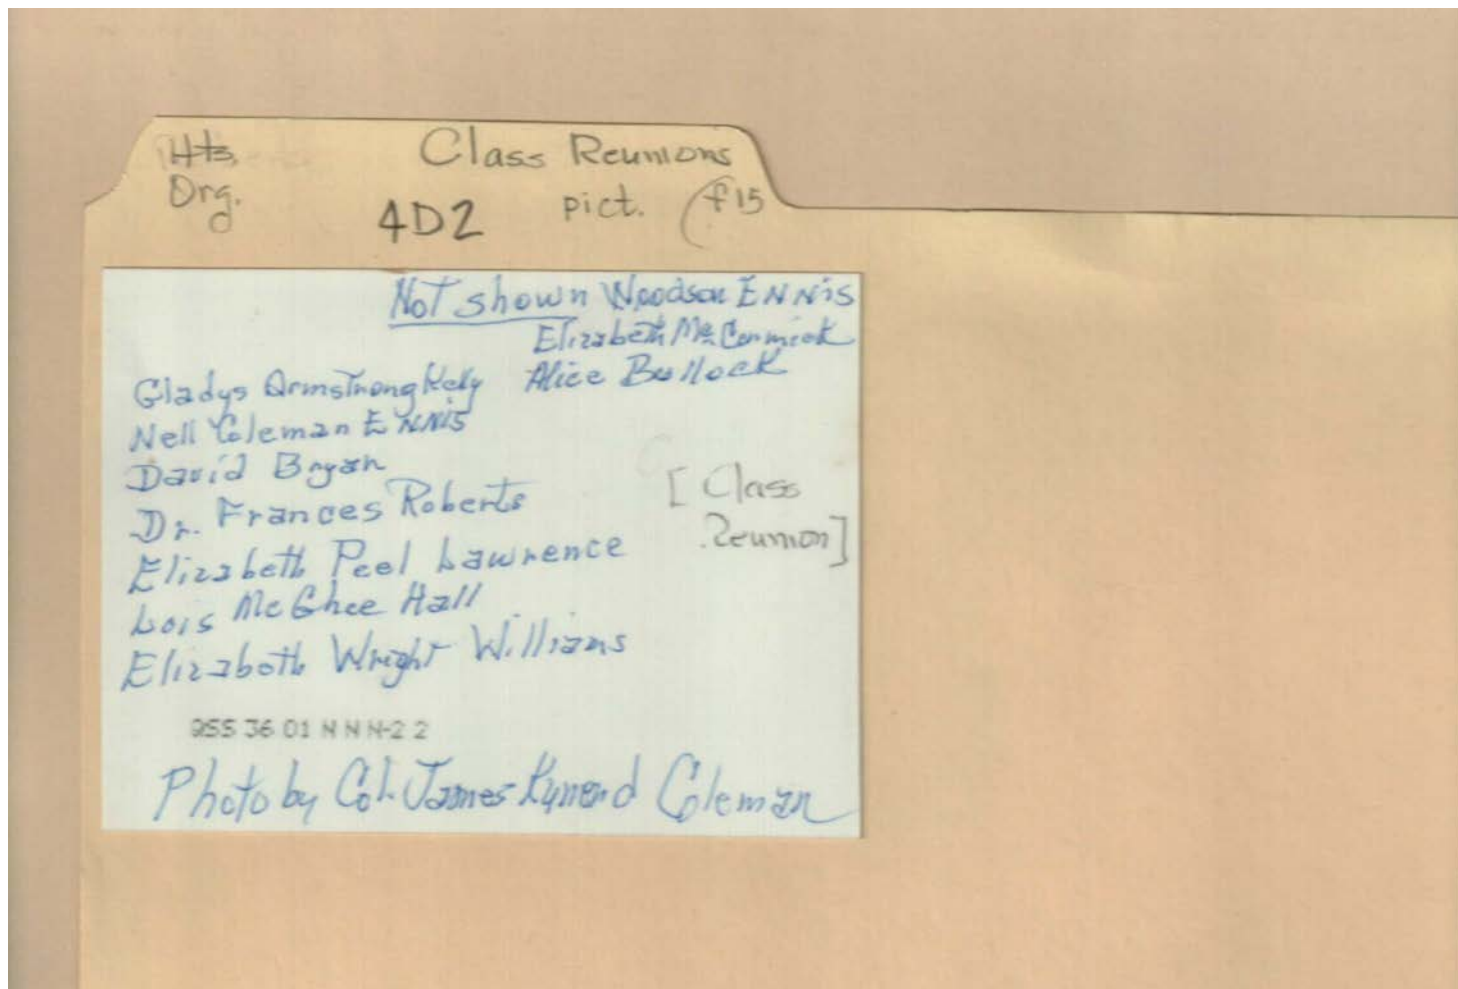 Hts. Class Reunions
Org. 4D2 pict. (f15
Not shown Woodson ENNis
Elizabeth McCormick
Gladys Armstrong Kelly Alice Bullock
Nell Coleman ENNis
David Bryan
Dr. Frances Roberts
[Class
Reunion]
Elizabeth Peel Lawrence
Lois McGhee Hall
Elizabeth Wright Williams
255 36 01 N N N-2 2
Photo by Col. James Coleman